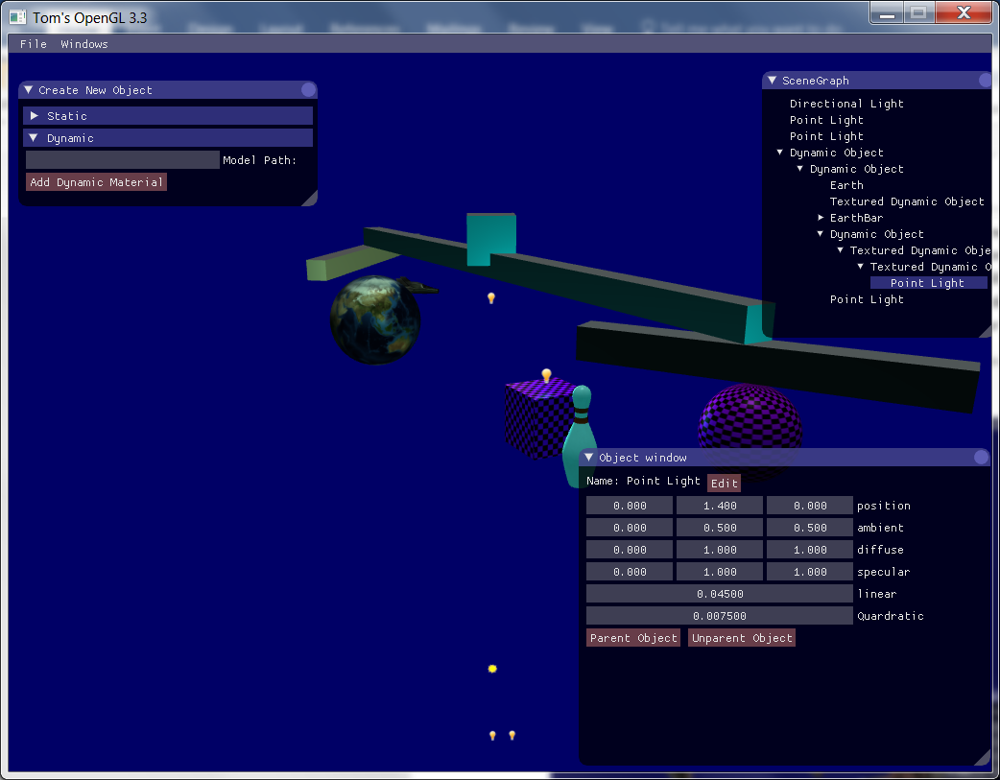 Tom's OpenGL 3.3
File Windows
Create New Object
Static
Dynamic
Model Path:
Add Dynamic Material
SceneGraph
Directional Light
Point Light
Point Light
Dynamic Object
Dynamic Object
Earth
Textured Dynamic Object
EarthBar
Dynamic Object
Textured Dynamic Obje
Textured Dynamic O
Point Light
Point Light
Object window
Name: Point Light Edit
0.000 1.400 0.000 position
0.000 0.500 0.500 ambient
0.000 1.000 1.000 diffuse
0.000 1.000 1.000 specular
0.04500 linear
0.007500 Quardratic
Parent Object Unparent Object